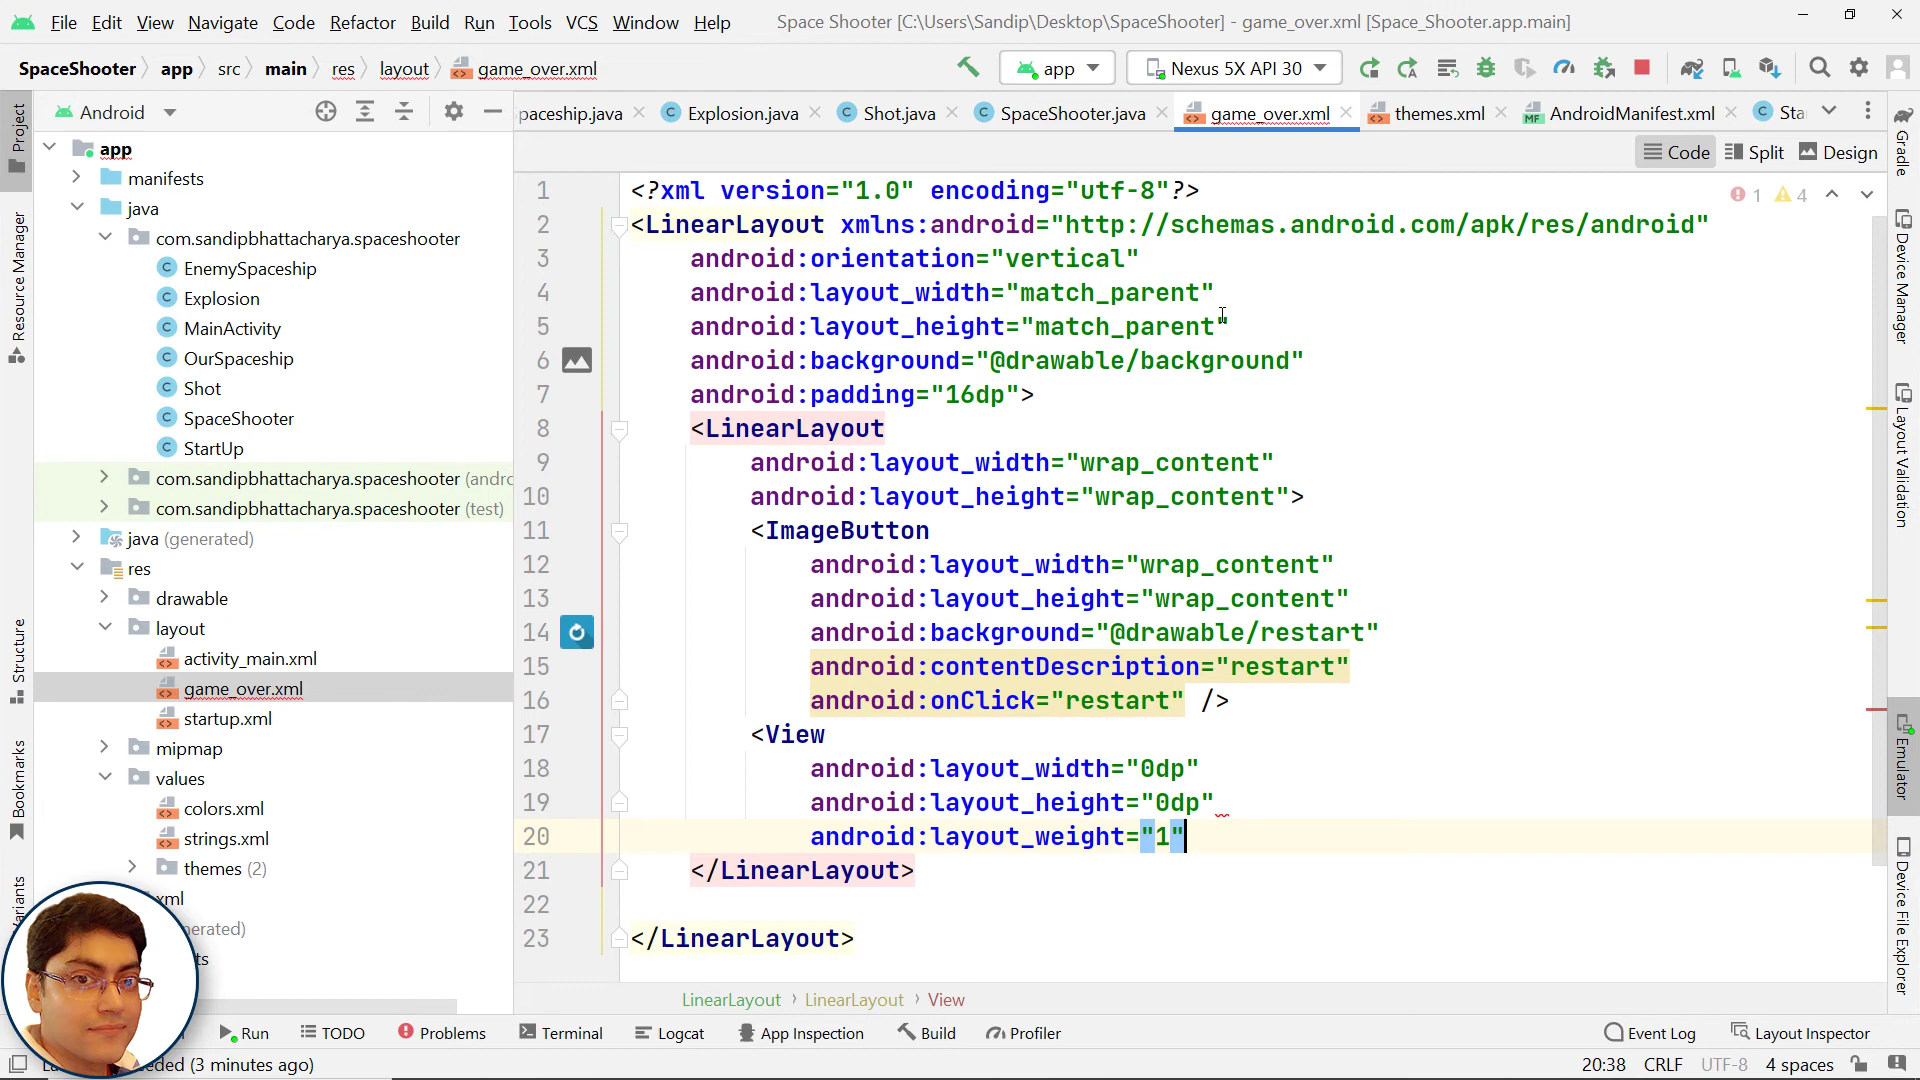 File Edit View Navigate Code Refactor Build Run Tools VCS Window Help Space Shooter [C:\Users\Sandip\Desktop\SpaceShooter] - game_over.xml [Space_Shooter.app.main]
SpaceShooter app src main res layout game_over.xml app Nexus 5X API 30
Android
paceship.java Explosion.java Shot.java SpaceShooter.java game_over.xml themes.xml AndroidManifest.xml Sta
Code Split Design
1 4
Project
Resource Manager
Structure
Bookmarks
ariants
app
manifests
java
com.sandipbhattacharya.spaceshooter
EnemySpaceship
Explosion
MainActivity
OurSpaceship
Shot
SpaceShooter
StartUp
com.sandipbhattacharya.spaceshooter (andro
com.sandipbhattacharya.spaceshooter (test)
java (generated)
res
drawable
layout
activity_main.xml
game_over.xml
startup.xml
mipmap
values
colors.xml
strings.xml
themes (2)
xml
nerated)
ts
1 <?xml version="1.0" encoding="utf-8"?>
2 <LinearLayout xmlns:android="http://schemas.android.com/apk/res/android"
3 android:orientation="vertical"
4 android:layout_width="match_parent"
5 android:layout_height="match_parent"
6 android:background="@drawable/background"
7 android:padding="16dp">
8 <LinearLayout
9 android:layout_width="wrap_content"
10 android:layout_height="wrap_content">
11 <ImageButton
12 android:layout_width="wrap_content"
13 android:layout_height="wrap_content"
14 android:background="@drawable/restart"
15 android:contentDescription="restart"
16 android:onClick="restart" />
17 <View
18 android:layout_width="0dp"
19 android:layout_height="0dp"
20 android:layout_weight="1"
21 </LinearLayout>
22
23 </LinearLayout>
LinearLayout LinearLayout View
Gradle
Device Manager
Layout Validation
Emulator
Device File Explorer
Run TODO Problems Terminal Logcat App Inspection Build Profiler Event Log Layout Inspector
eded (3 minutes ago) 20:38 CRLF UTF-8 4 spaces